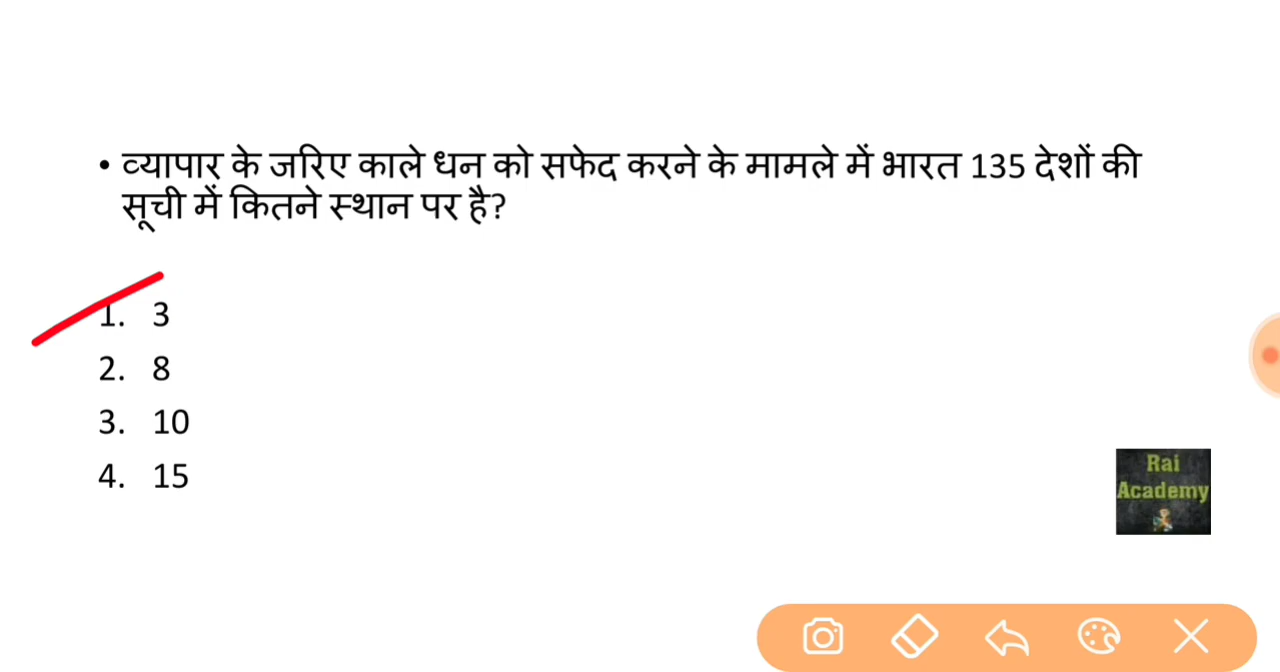 • व्यापार के जरिए काले धन को सफेद करने के मामले में भारत 135 देशों की
सूची में कितने स्थान पर है?
1. 3
2. 8
3. 10
4. 15
Rai
Academy